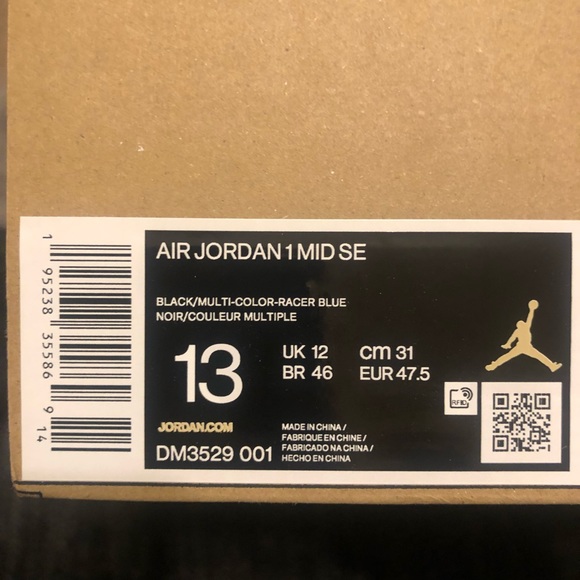 AIR JORDAN 1 MID SE
BLACK/MULTI-COLOR-RACER BLUE
NOIR/COULEUR MULTIPLE
13
UK 12 cm 31
BR 46 EUR 47.5
RFID
JORDAN.COM
DM3529 001
MADE IN CHINA /
FABRIQUE EN CHINE /
FABRICADO NA CHINA /
HECHO EN CHINA
1 95238 35586 9 14